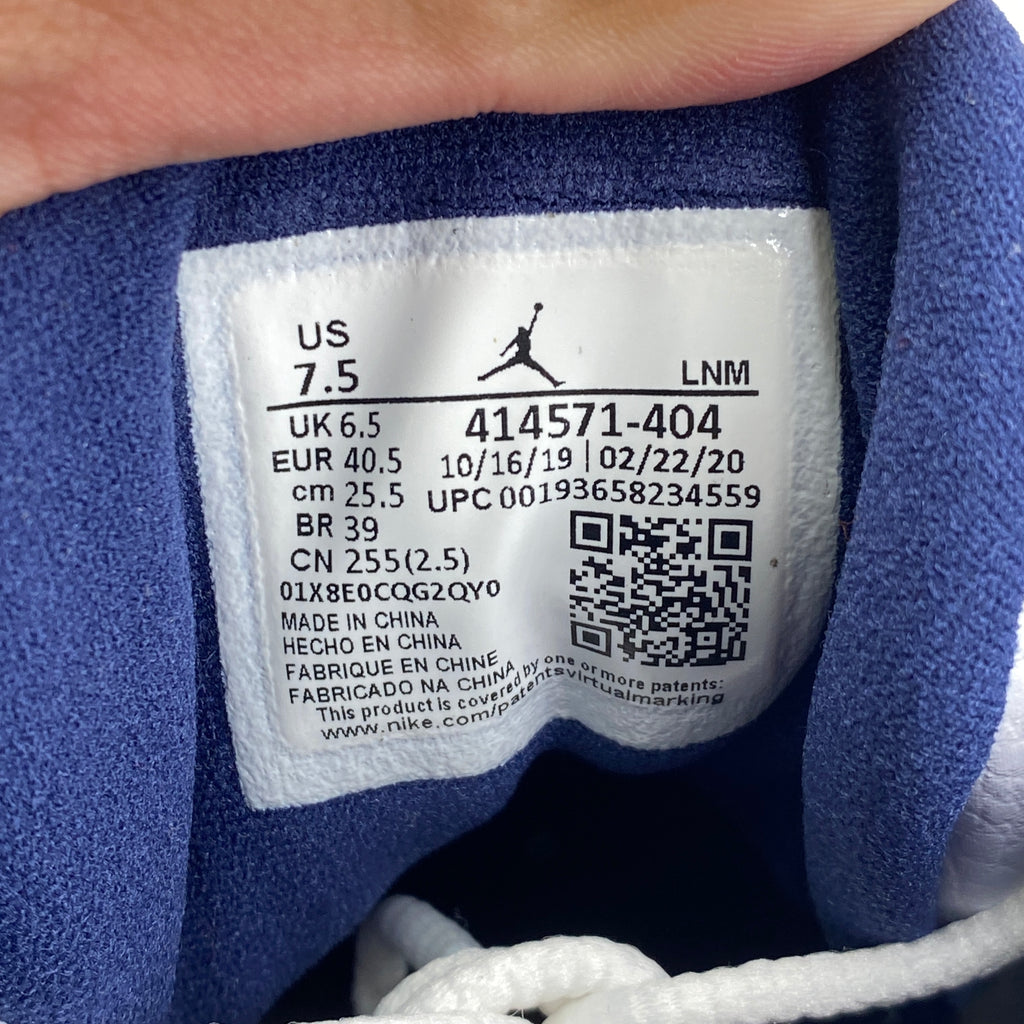 US
7.5
LNM
UK 6.5
414571-404
EUR 40.5
10/16/19 | 02/22/20
cm 25.5
UPC 00193658234559
BR 39
CN 255(2.5)
01X8E0CQG2QY0
MADE IN CHINA
HECHO EN CHINA
FABRIQUE EN CHINE
FABRICADO NA CHINA
This product is covered by one or more patents:
www.nike.com/patentsvirtualmarking